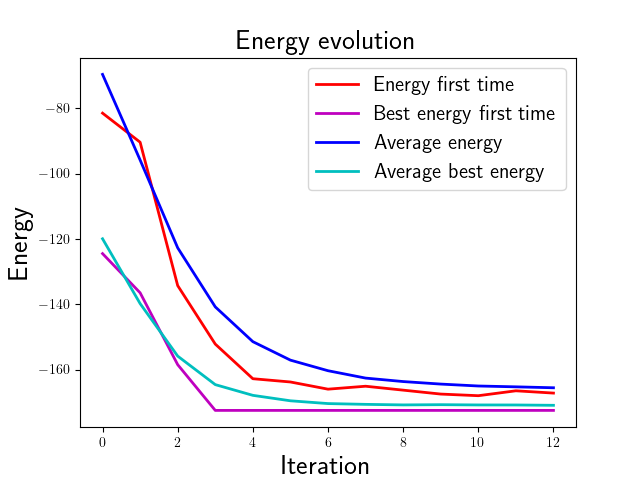 Energy evolution
Energy first time
Best energy first time
Average energy
Average best energy
Energy
−80
−100
−120
−140
−160
0 2 4 6 8 10 12
Iteration